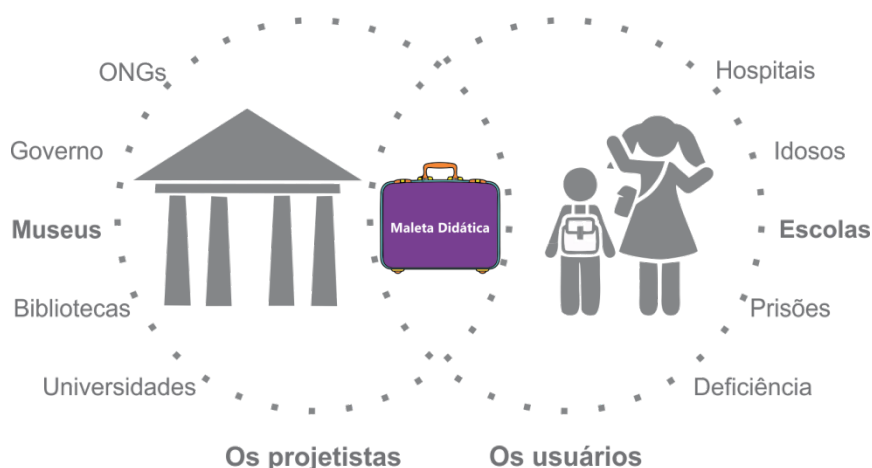 ONGs
Governo
Museus
Bibliotecas
Universidades
Maleta Didática
Hospitais
Idosos
Escolas
Prisões
Deficiência
Os projetistas
Os usuários